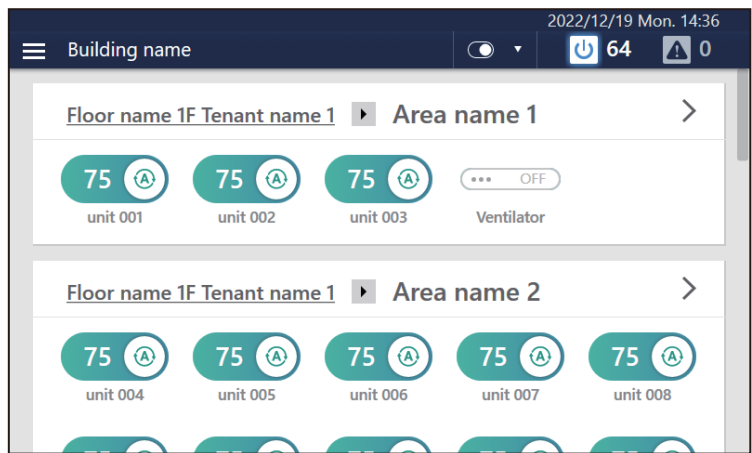 2022/12/19 Mon. 14:36
Building name 64 0
Floor name 1F Tenant name 1 Area name 1
75 A 75 A 75 A OFF
unit 001 unit 002 unit 003 Ventilator
Floor name 1F Tenant name 1 Area name 2
75 A 75 A 75 A 75 A 75 A
unit 004 unit 005 unit 006 unit 007 unit 008